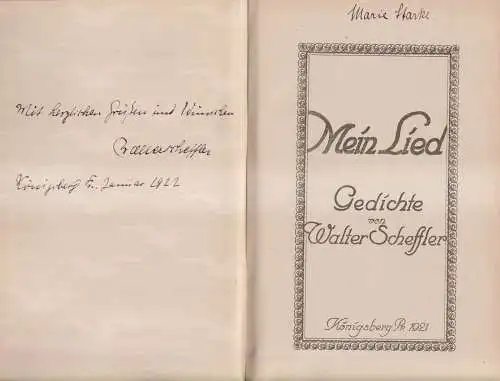 Mit herzlichen Grüßen und Wünschen
Walter Scheffler
Königsberg Pr. Januar 1922
Marie Starke
Mein Lied
Gedichte
von
Walter Scheffler
Königsberg Pr. 1921